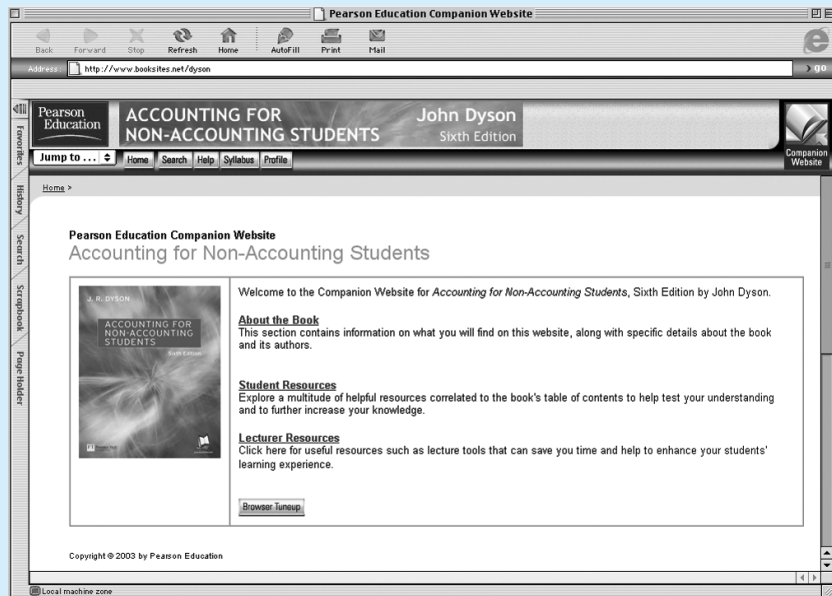 Pearson Education Companion Website
Back Forward Stop Refresh Home AutoFill Print Mail
Address: http://www.booksites.net/dyson go
Favorites
History
Search
Scrapbook
Page Holder
Pearson
Education
ACCOUNTING FOR
NON-ACCOUNTING STUDENTS
John Dyson
Sixth Edition
Companion
Website
Jump to ... Home Search Help Syllabus Profile
Home >
Pearson Education Companion Website
Accounting for Non-Accounting Students
J. R. DYSON
ACCOUNTING FOR
NON-ACCOUNTING
STUDENTS
Sixth Edition
Welcome to the Companion Website for Accounting for Non-Accounting Students, Sixth Edition by John Dyson.
About the Book
This section contains information on what you will find on this website, along with specific details about the book
and its authors.
Student Resources
Explore a multitude of helpful resources correlated to the book's table of contents to help test your understanding
and to further increase your knowledge.
Lecturer Resources
Click here for useful resources such as lecture tools that can save you time and help to enhance your students'
learning experience.
Browser Tuneup
Copyright © 2003 by Pearson Education
Local machine zone